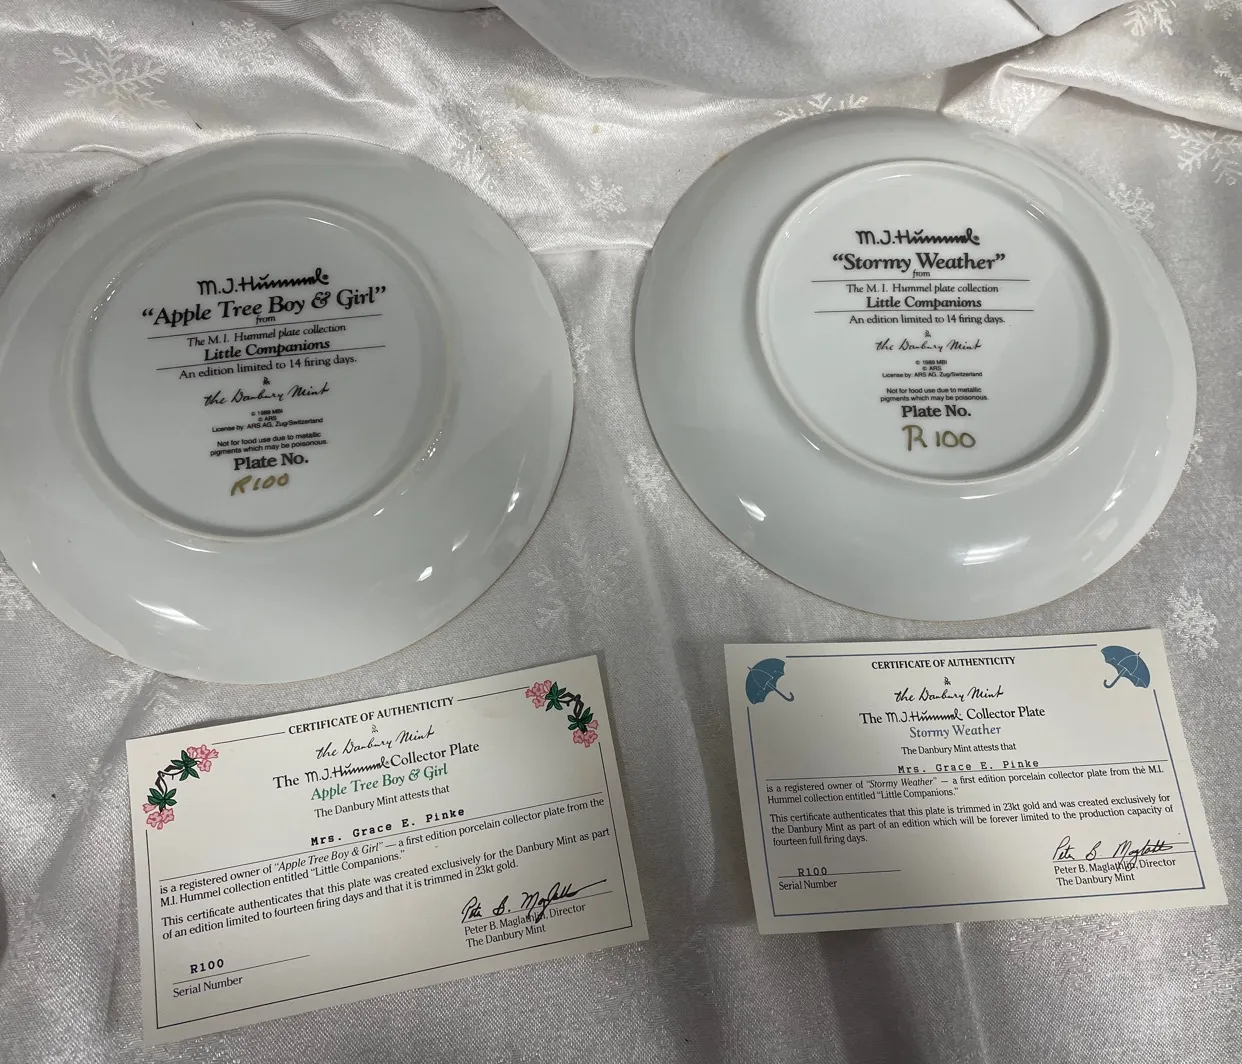 M.J.Hummel®
“Apple Tree Boy & Girl”
from
The M.I. Hummel plate collection
Little Companions
An edition limited to 14 firing days.
the Danbury Mint
© 1988 MBI
© ARS
License by: ARS AG, Zug/Switzerland
Not for food use due to metallic
pigments which may be poisonous.
Plate No.
R100
M.J.Hummel®
“Stormy Weather”
from
The M.I. Hummel plate collection
Little Companions
An edition limited to 14 firing days.
the Danbury Mint
© 1989 MBI
© ARS
License by: ARS AG, Zug/Switzerland
Not for food use due to metallic
pigments which may be poisonous.
Plate No.
R100
CERTIFICATE OF AUTHENTICITY
the Danbury Mint
The M.J.Hummel Collector Plate
Apple Tree Boy & Girl
The Danbury Mint attests that
Mrs. Grace E. Pinke
is a registered owner of “Apple Tree Boy & Girl” — a first edition porcelain collector plate from the
M.I. Hummel collection entitled “Little Companions.”
This certificate authenticates that this plate was created exclusively for the Danbury Mint as part
of an edition limited to fourteen firing days and that it is trimmed in 23kt gold.
Peter B. Maglathlin
Peter B. Maglathlin, Director
The Danbury Mint
R100
Serial Number
CERTIFICATE OF AUTHENTICITY
the Danbury Mint
The M.J.Hummel Collector Plate
Stormy Weather
The Danbury Mint attests that
Mrs. Grace E. Pinke
is a registered owner of “Stormy Weather” — a first edition porcelain collector plate from the M.I.
Hummel collection entitled “Little Companions.”
This certificate authenticates that this plate is trimmed in 23kt gold and was created exclusively for
the Danbury Mint as part of an edition which will be forever limited to the production capacity of
fourteen full firing days.
Peter B Maglathlin
Peter B. Maglathlin, Director
The Danbury Mint
R100
Serial Number